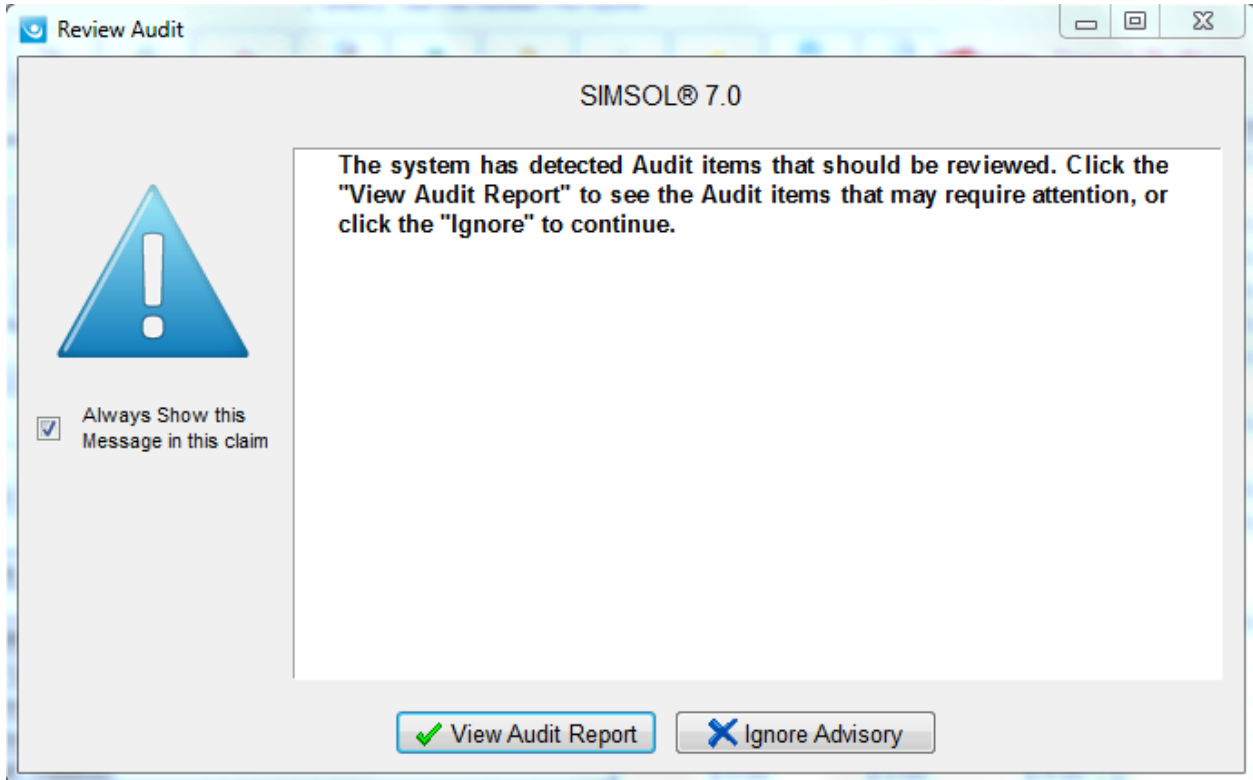 Review Audit
SIMSOL® 7.0
The system has detected Audit items that should be reviewed. Click the
"View Audit Report" to see the Audit items that may require attention, or
click the "Ignore" to continue.
Always Show this
Message in this claim
View Audit Report
Ignore Advisory